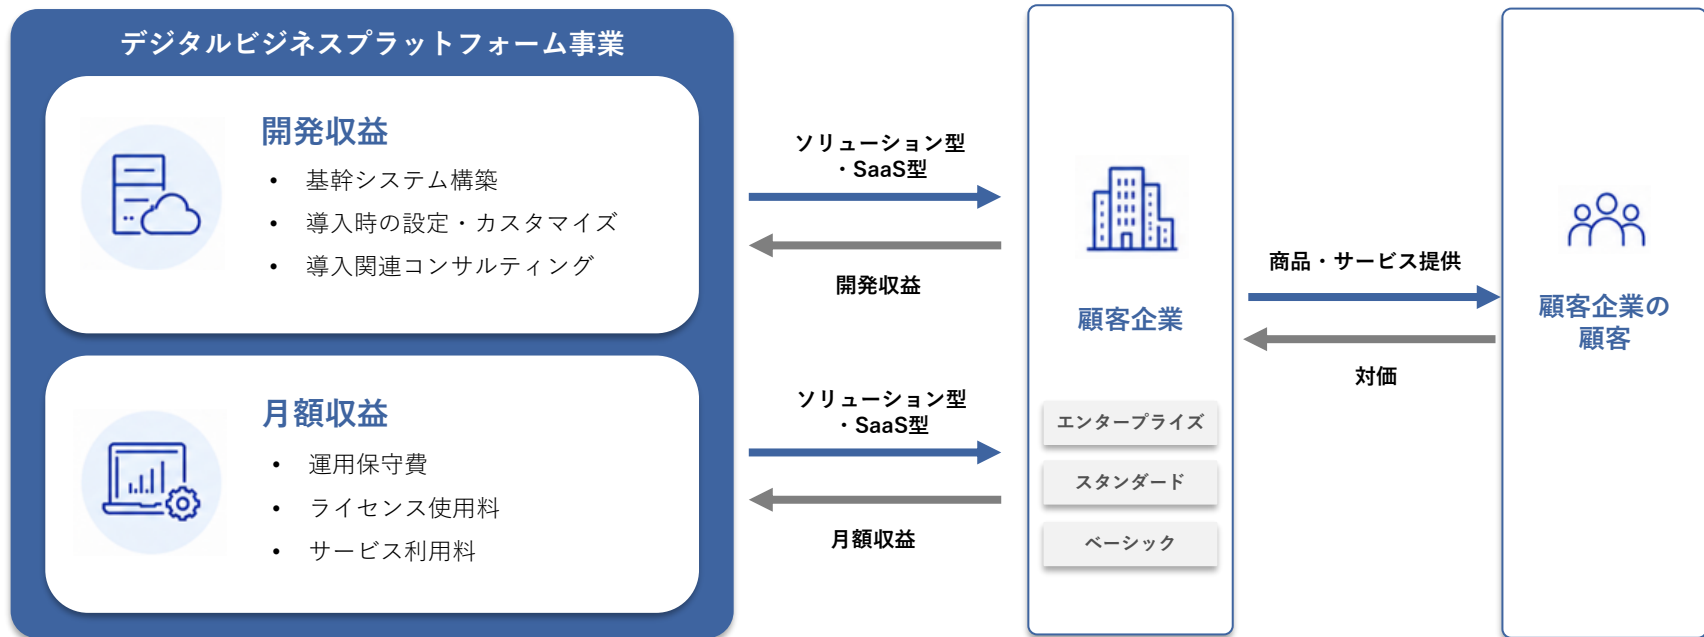 デジタルビジネスプラットフォーム事業
開発収益
• 基幹システム構築
• 導入時の設定・カスタマイズ
• 導入関連コンサルティング
月額収益
• 運用保守費
• ライセンス使用料
• サービス利用料
ソリューション型
・SaaS型
開発収益
ソリューション型
・SaaS型
月額収益
顧客企業
エンタープライズ
スタンダード
ベーシック
商品・サービス提供
対価
顧客企業の
顧客